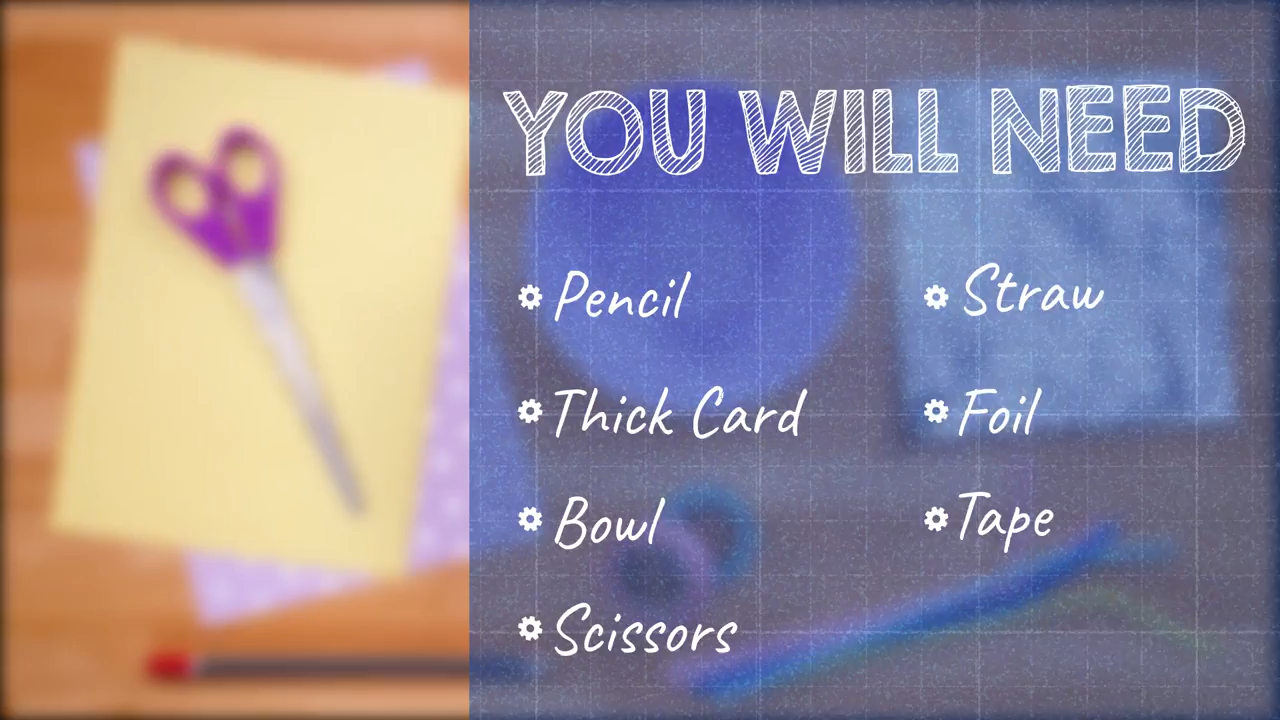 YOU WILL NEED
Pencil
Thick Card
Bowl
Scissors
Straw
Foil
Tape